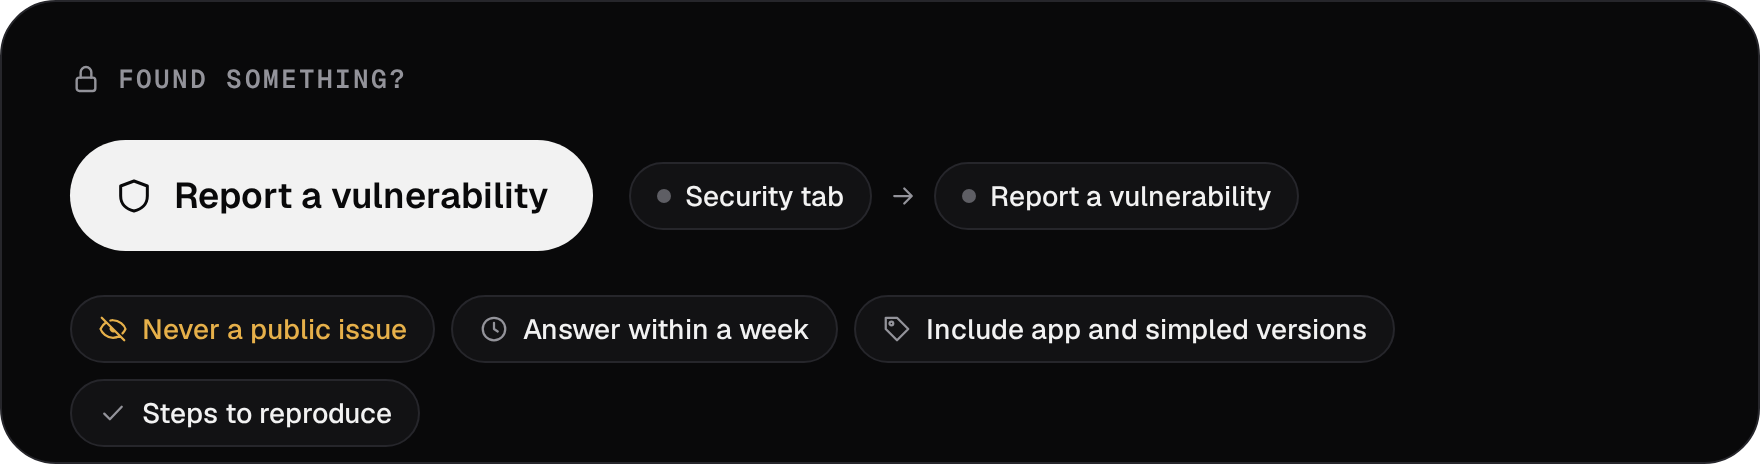 FOUND SOMETHING?
Report a vulnerability Security tab → Report a vulnerability
Never a public issue Answer within a week Include app and simpled versions
Steps to reproduce